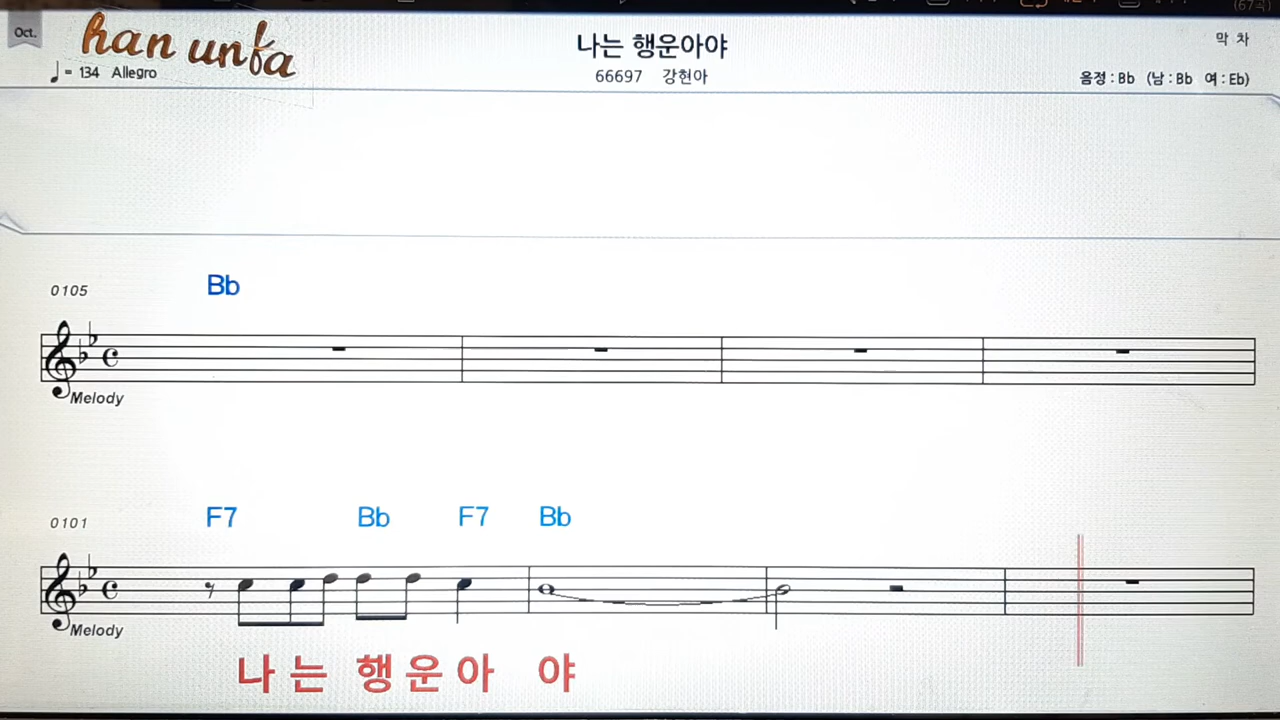 Oct.
han unfa
나는 행운아야
막 차
♩= 134 Allegro
66697 강현아
음정 : Bb (남 : Bb 여 : Eb)
0105
Bb
Melody
0101
F7 Bb F7 Bb
Melody
나 는 행 운 아 야